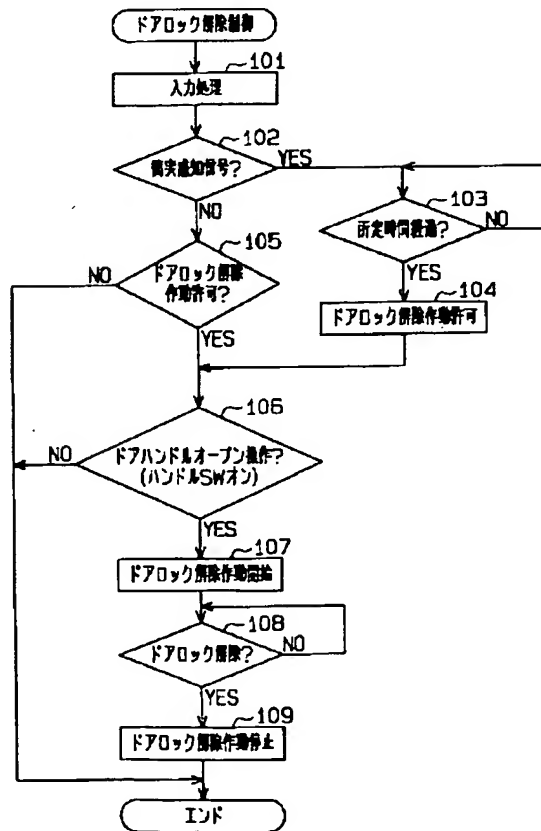 ドアロック解除制御
101
入力処理
102
衝突感知信号?
YES
NO
103
所定時間経過?
NO
YES
104
ドアロック解除作動許可
105
ドアロック解除
作動許可?
NO
YES
106
ドアハンドルオープン操作?
(ハンドルSWオン)
NO
YES
107
ドアロック解除作動開始
108
ドアロック解除?
NO
YES
109
ドアロック解除作動停止
エンド